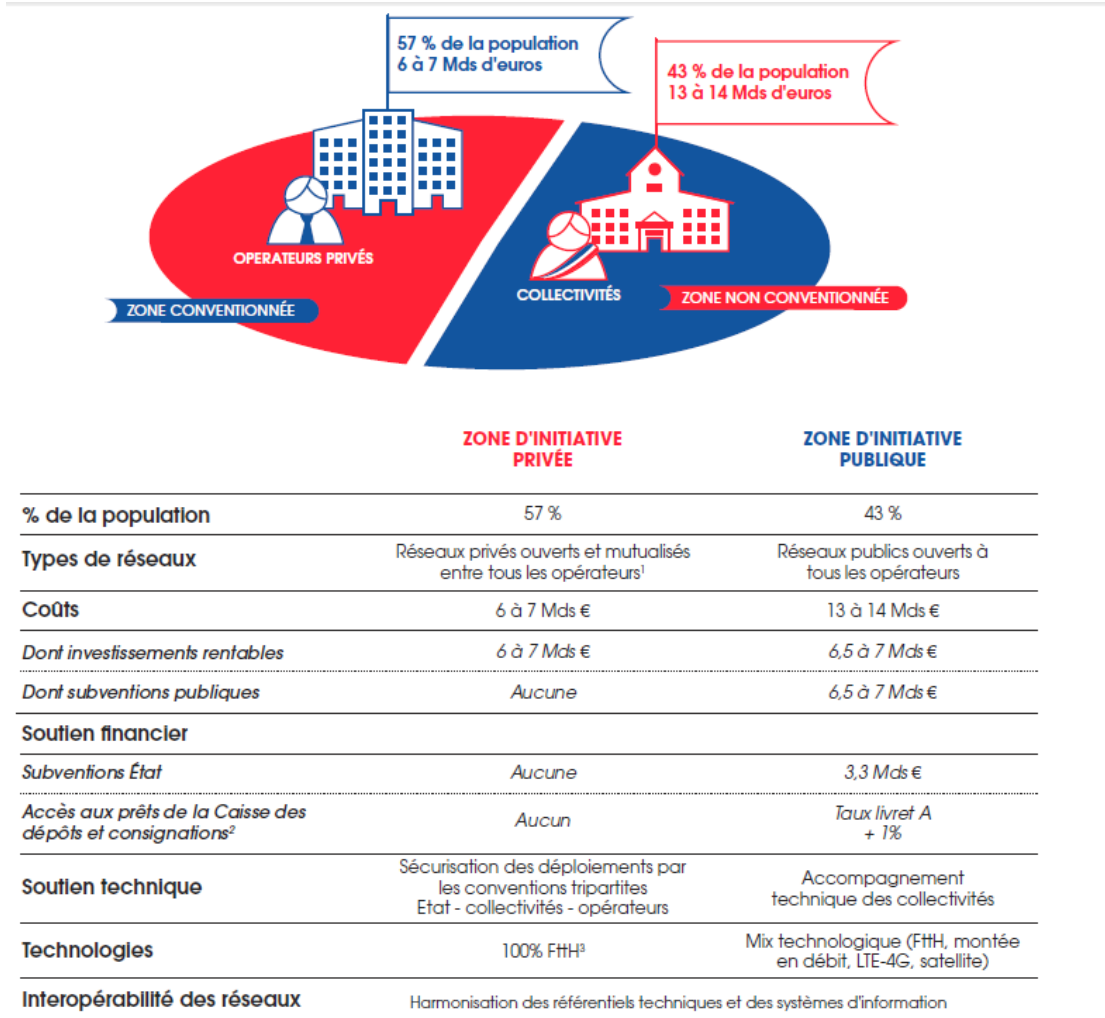 57 % de la population
6 à 7 Mds d'euros
43 % de la population
13 à 14 Mds d'euros
OPERATEURS PRIVÉS
COLLECTIVITÉS
ZONE NON CONVENTIONNÉE
ZONE CONVENTIONNÉE
ZONE D'INITIATIVE
PRIVÉE
ZONE D'INITIATIVE
PUBLIQUE
% de la population
57 %
43 %
Types de réseaux
Réseaux privés ouverts et mutualisés
entre tous les opérateurs¹
Réseaux publics ouverts à
tous les opérateurs
Coûts
6 à 7 Mds €
13 à 14 Mds €
Dont investissements rentables
6 à 7 Mds €
6,5 à 7 Mds €
Dont subventions publiques
Aucune
6,5 à 7 Mds €
Soutien financier
Subventions État
Aucune
3,3 Mds €
Accès aux prêts de la Caisse des
dépôts et consignations²
Aucun
Taux livret A
+ 1%
Soutien technique
Sécurisation des déploiements par
les conventions tripartites
Etat - collectivités - opérateurs
Accompagnement
technique des collectivités
Technologies
100% FttH³
Mix technologique (FttH, montée
en débit, LTE-4G, satellite)
Interopérabilité des réseaux
Harmonisation des référentiels techniques et des systèmes d'information